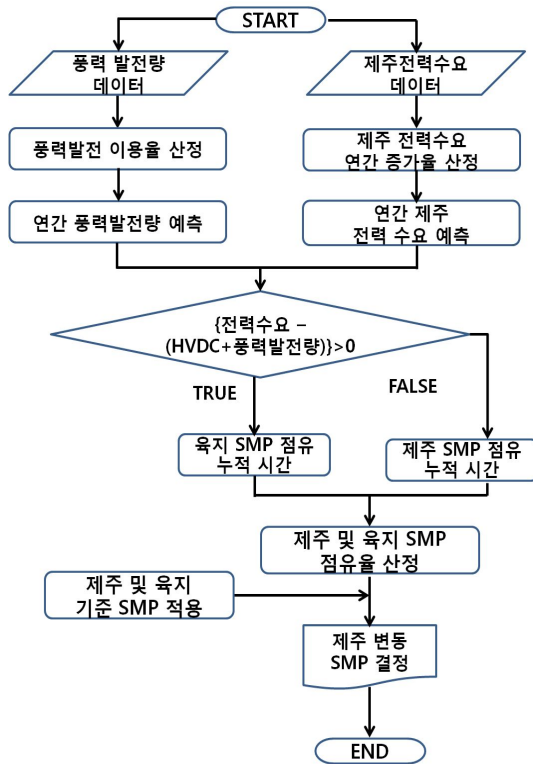 START
풍력 발전량
데이터
제주전력수요
데이터
풍력발전 이용율 산정
제주 전력수요
연간 증가율 산정
연간 풍력발전량 예측
연간 제주
전력 수요 예측
{전력수요 –
(HVDC+풍력발전량)}>0
TRUE
FALSE
육지 SMP 점유
누적 시간
제주 SMP 점유
누적 시간
제주 및 육지 SMP
점유율 산정
제주 및 육지
기준 SMP 적용
제주 변동
SMP 결정
END